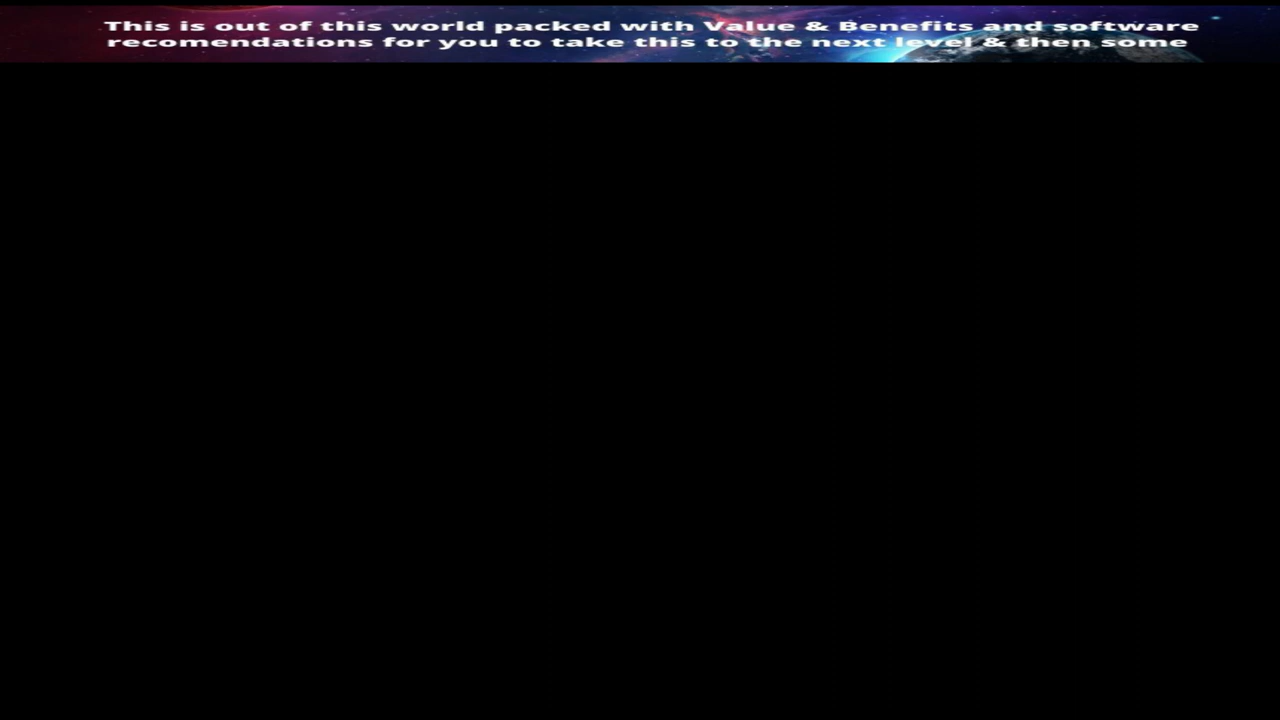 This is out of this world packed with Value & Benefits and software
recomendations for you to take this to the next level & then some